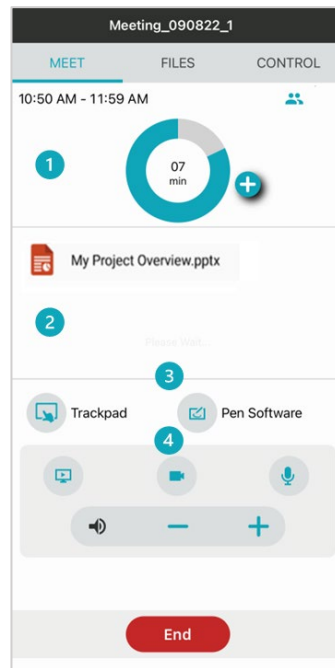 Meeting_090822_1
MEET FILES CONTROL
10:50 AM - 11:59 AM
1
07
min
My Project Overview.pptx
2
Please Wait...
3
Trackpad Pen Software
4
End